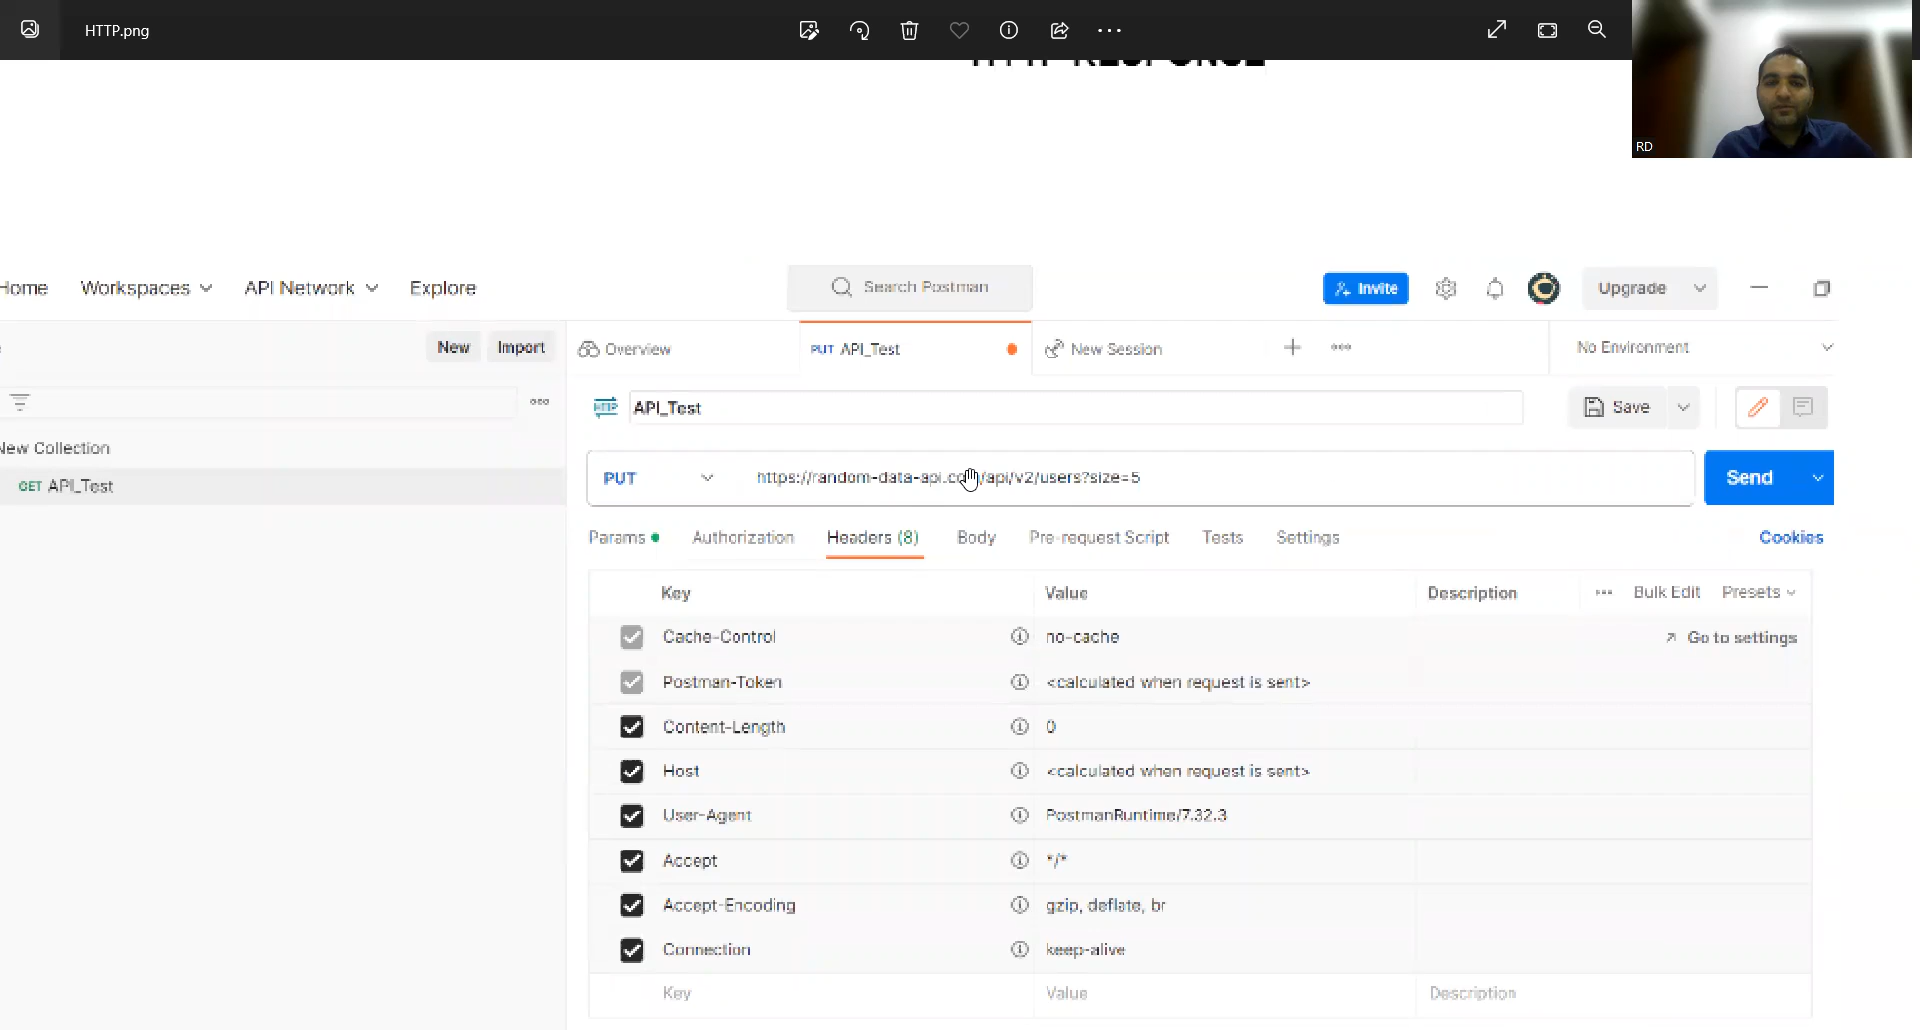 HTTP.png
HTTP RESPONSE
RD
Home Workspaces API Network Explore Search Postman Invite Upgrade
New Import Overview PUT API_Test New Session No Environment
HTTP API_Test Save
New Collection
PUT https://random-data-api.com/api/v2/users?size=5 Send
GET API_Test
Params Authorization Headers (8) Body Pre-request Script Tests Settings Cookies
Key Value Description Bulk Edit Presets
Cache-Control no-cache Go to settings
Postman-Token <calculated when request is sent>
Content-Length 0
Host <calculated when request is sent>
User-Agent PostmanRuntime/7.32.3
Accept */*
Accept-Encoding gzip, deflate, br
Connection keep-alive
Key Value Description